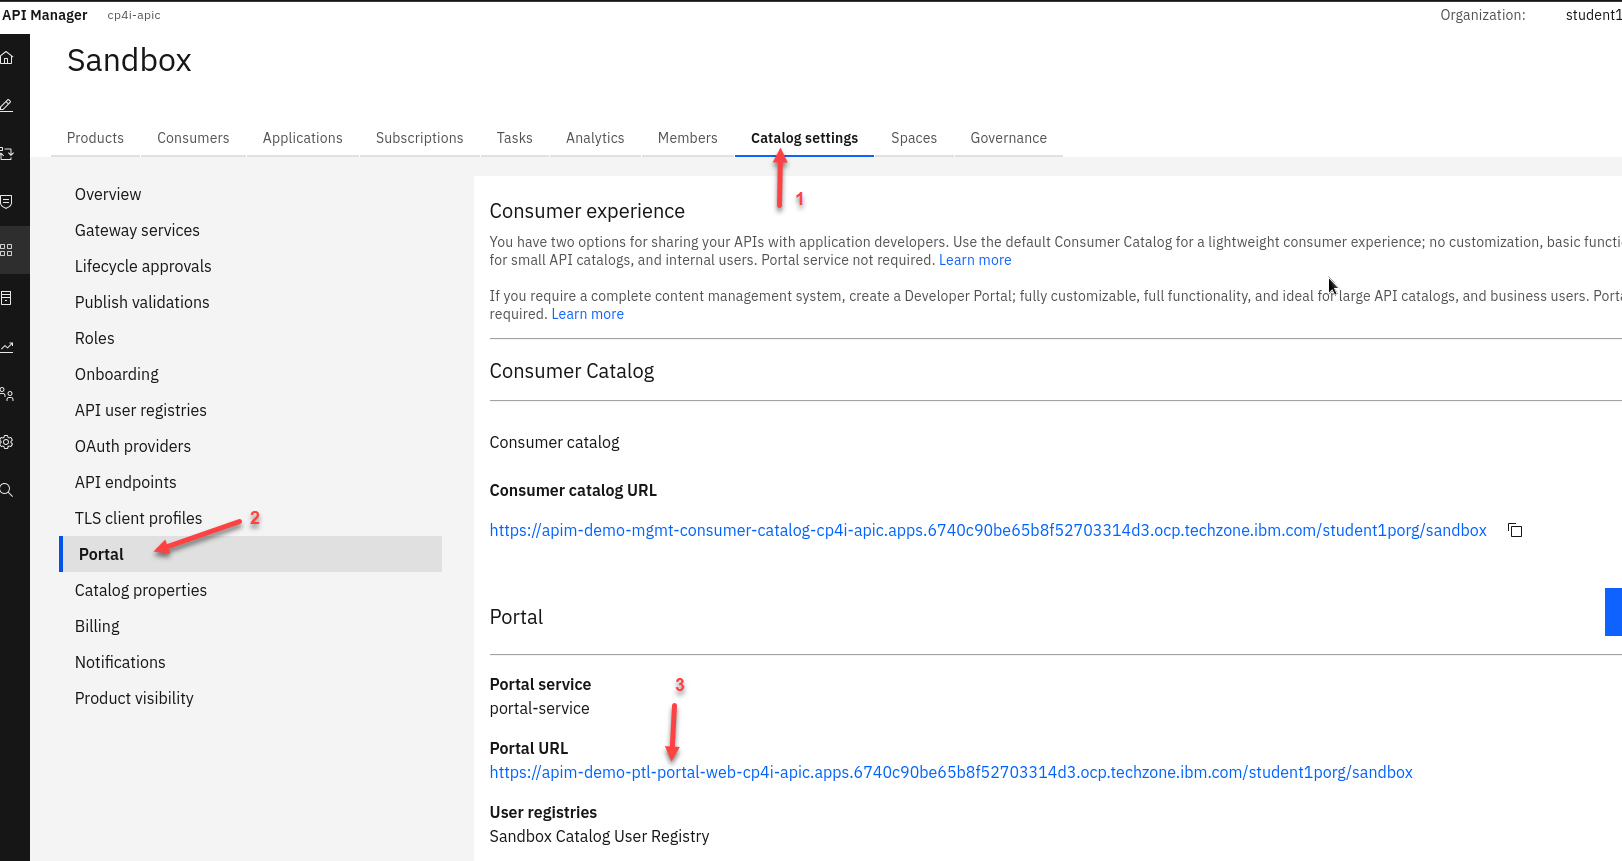 API Manager cp4i-apic Organization: student1
Sandbox
Products Consumers Applications Subscriptions Tasks Analytics Members Catalog settings Spaces Governance
1
Overview
Gateway services
Lifecycle approvals
Publish validations
Roles
Onboarding
API user registries
OAuth providers
API endpoints
TLS client profiles
2
Portal
Catalog properties
Billing
Notifications
Product visibility
Consumer experience
You have two options for sharing your APIs with application developers. Use the default Consumer Catalog for a lightweight consumer experience; no customization, basic functi
for small API catalogs, and internal users. Portal service not required. Learn more
If you require a complete content management system, create a Developer Portal; fully customizable, full functionality, and ideal for large API catalogs, and business users. Port
required. Learn more
Consumer Catalog
Consumer catalog
Consumer catalog URL
https://apim-demo-mgmt-consumer-catalog-cp4i-apic.apps.6740c90be65b8f52703314d3.ocp.techzone.ibm.com/student1porg/sandbox
Portal
Portal service
3
portal-service
Portal URL
https://apim-demo-ptl-portal-web-cp4i-apic.apps.6740c90be65b8f52703314d3.ocp.techzone.ibm.com/student1porg/sandbox
User registries
Sandbox Catalog User Registry